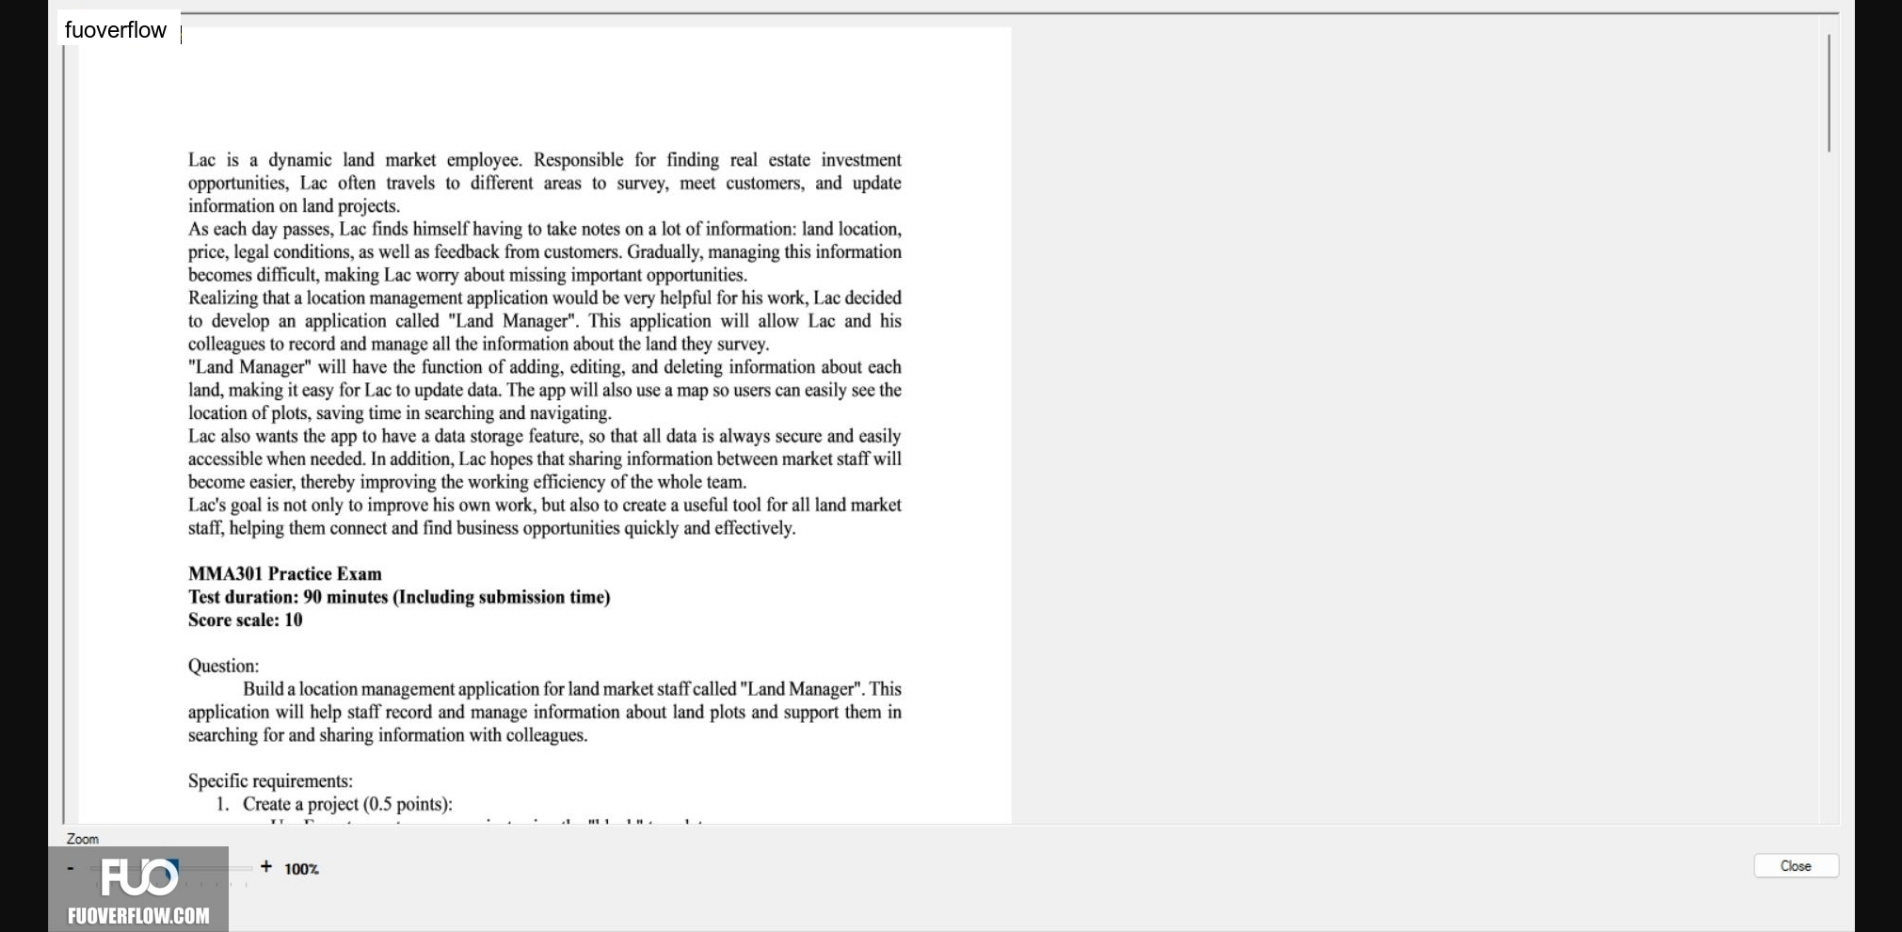 fuoverflow
Lac is a dynamic land market employee. Responsible for finding real estate investment
opportunities, Lac often travels to different areas to survey, meet customers, and update
information on land projects.
As each day passes, Lac finds himself having to take notes on a lot of information: land location,
price, legal conditions, as well as feedback from customers. Gradually, managing this information
becomes difficult, making Lac worry about missing important opportunities.
Realizing that a location management application would be very helpful for his work, Lac decided
to develop an application called "Land Manager". This application will allow Lac and his
colleagues to record and manage all the information about the land they survey.
"Land Manager" will have the function of adding, editing, and deleting information about each
land, making it easy for Lac to update data. The app will also use a map so users can easily see the
location of plots, saving time in searching and navigating.
Lac also wants the app to have a data storage feature, so that all data is always secure and easily
accessible when needed. In addition, Lac hopes that sharing information between market staff will
become easier, thereby improving the working efficiency of the whole team.
Lac's goal is not only to improve his own work, but also to create a useful tool for all land market
staff, helping them connect and find business opportunities quickly and effectively.
MMA301 Practice Exam
Test duration: 90 minutes (Including submission time)
Score scale: 10
Question:
Build a location management application for land market staff called "Land Manager". This
application will help staff record and manage information about land plots and support them in
searching for and sharing information with colleagues.
Specific requirements:
1. Create a project (0.5 points):
Zoom
- + 100%
Close
FUO
FUOVERFLOW.COM